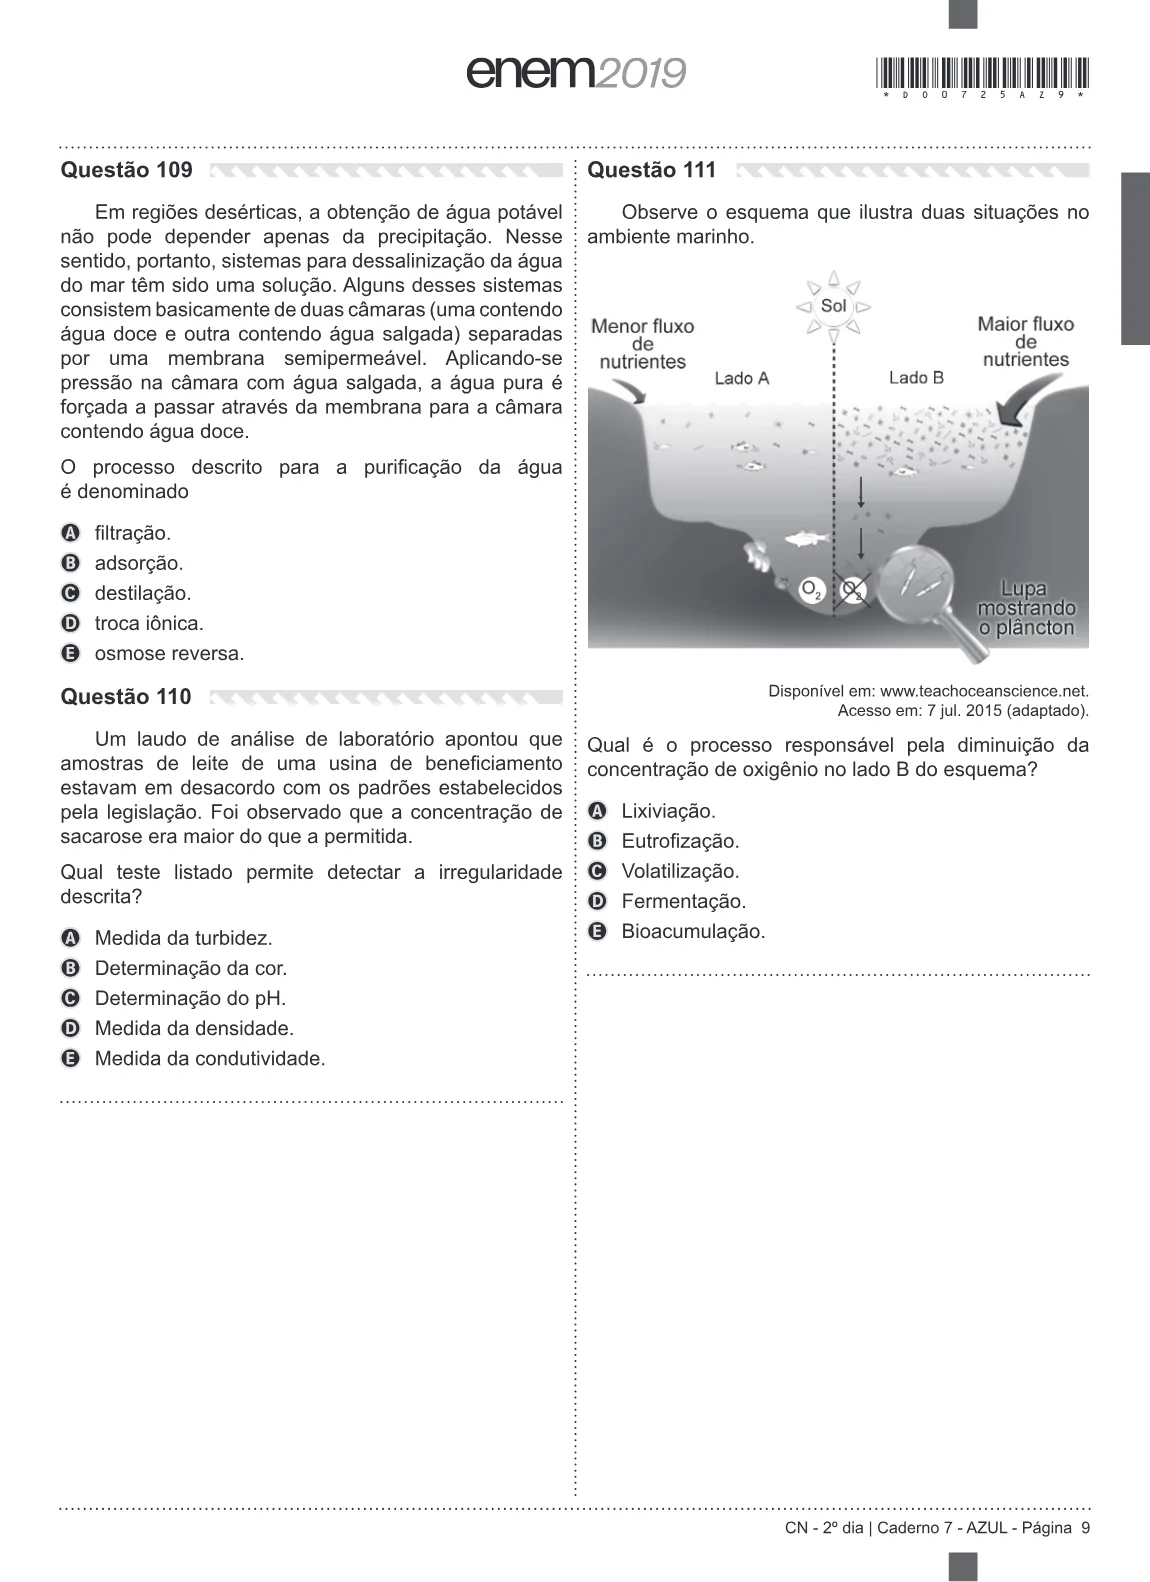 enem2019
* D 0 0 7 2 5 A Z 9 *
Questão 109
Em regiões desérticas, a obtenção de água potável
não pode depender apenas da precipitação. Nesse
sentido, portanto, sistemas para dessalinização da água
do mar têm sido uma solução. Alguns desses sistemas
consistem basicamente de duas câmaras (uma contendo
água doce e outra contendo água salgada) separadas
por uma membrana semipermeável. Aplicando-se
pressão na câmara com água salgada, a água pura é
forçada a passar através da membrana para a câmara
contendo água doce.
O processo descrito para a purificação da água
é denominado
A filtração.
B adsorção.
C destilação.
D troca iônica.
E osmose reversa.
Questão 110
Um laudo de análise de laboratório apontou que
amostras de leite de uma usina de beneficiamento
estavam em desacordo com os padrões estabelecidos
pela legislação. Foi observado que a concentração de
sacarose era maior do que a permitida.
Qual teste listado permite detectar a irregularidade
descrita?
A Medida da turbidez.
B Determinação da cor.
C Determinação do pH.
D Medida da densidade.
E Medida da condutividade.
Questão 111
Observe o esquema que ilustra duas situações no
ambiente marinho.
Sol
Menor fluxo
de
nutrientes
Maior fluxo
de
nutrientes
Lado A
Lado B
O2
O2
Lupa
mostrando
o plâncton
Disponível em: www.teachoceanscience.net.
Acesso em: 7 jul. 2015 (adaptado).
Qual é o processo responsável pela diminuição da
concentração de oxigênio no lado B do esquema?
A Lixiviação.
B Eutrofização.
C Volatilização.
D Fermentação.
E Bioacumulação.
CN - 2º dia | Caderno 7 - AZUL - Página 9